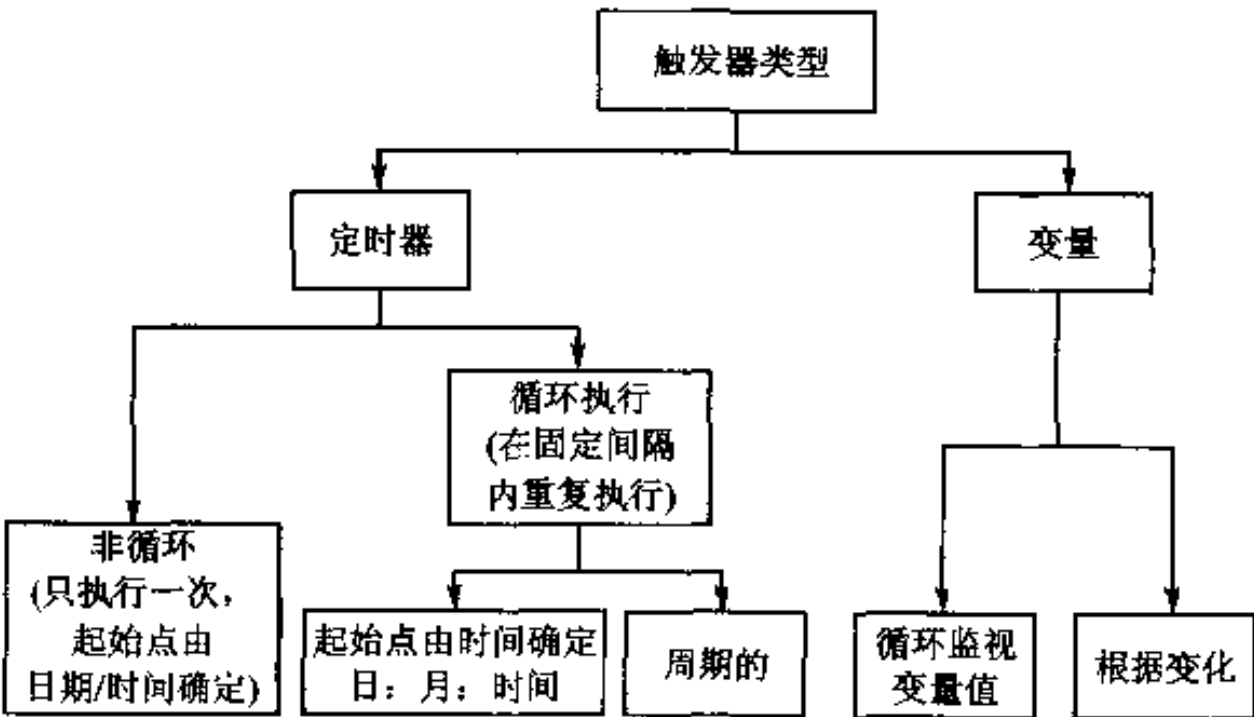 触发器类型
定时器
变量
循环执行
(在固定间隔
内重复执行)
非循环
(只执行一次，
起始点由
日期/时间确定)
起始点由时间确定
日：月：时间
周期的
循环监视
变量值
根据变化